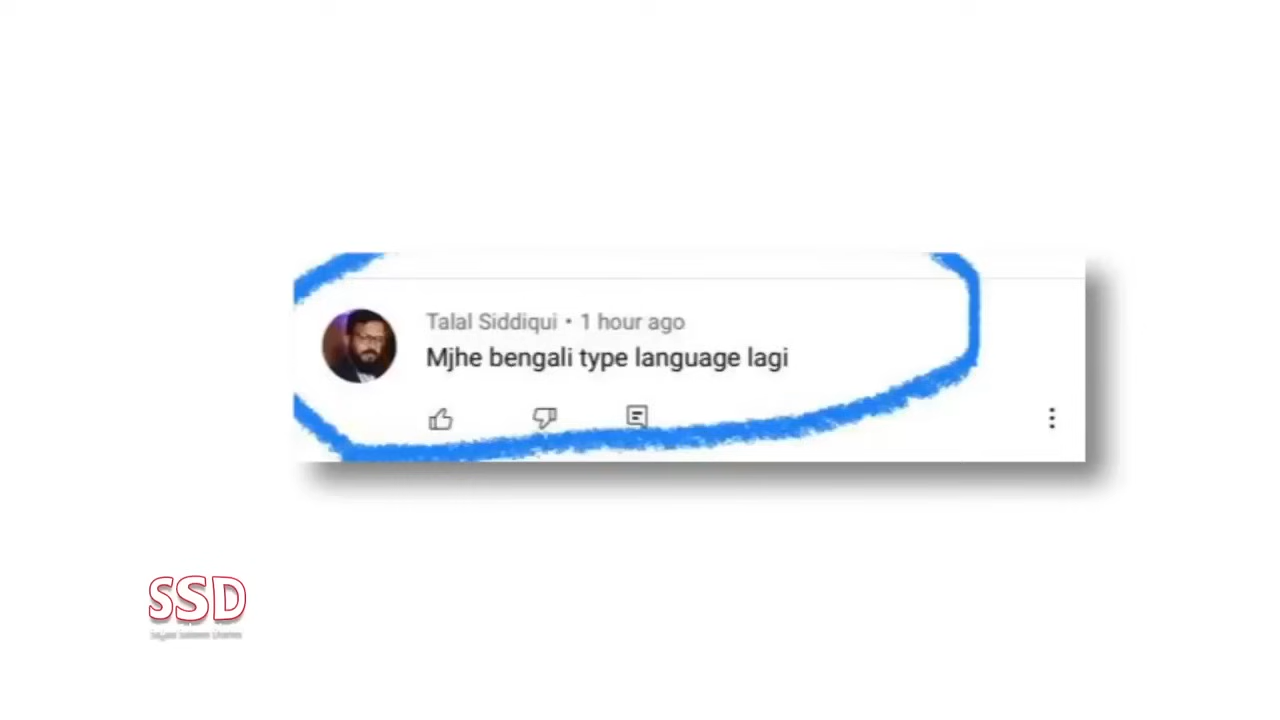 Talal Siddiqui • 1 hour ago
Mjhe bengali type language lagi
SSD